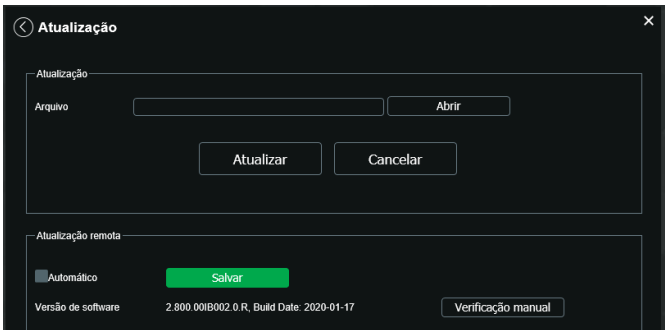 Atualização
Atualização
Arquivo Abrir
Atualizar Cancelar
Atualização remota
Automático Salvar
Versão de software 2.800.00IB002.0.R, Build Date: 2020-01-17 Verificação manual